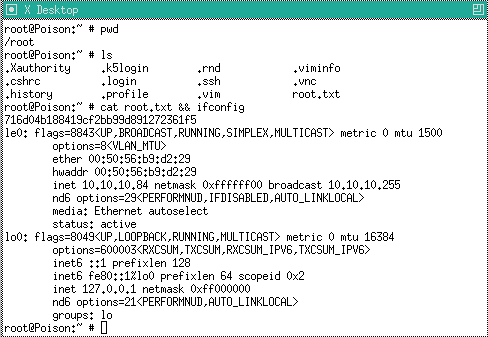 X Desktop
root@Poison:~ # pwd
/root
root@Poison:~ # ls
.Xauthority .k5login .rnd .viminfo
.cshrc .login .ssh .vnc
.history .profile .vim root.txt
root@Poison:~ # cat root.txt && ifconfig
716d04b188419cf2bb99d891272361f5
le0: flags=8843<UP,BROADCAST,RUNNING,SIMPLEX,MULTICAST> metric 0 mtu 1500
options=8<VLAN_MTU>
ether 00:50:56:b9:d2:29
hwaddr 00:50:56:b9:d2:29
inet 10.10.10.84 netmask 0xffffff00 broadcast 10.10.10.255
nd6 options=29<PERFORMNUD,IFDISABLED,AUTO_LINKLOCAL>
media: Ethernet autoselect
status: active
lo0: flags=8049<UP,LOOPBACK,RUNNING,MULTICAST> metric 0 mtu 16384
options=600003<RXCSUM,TXCSUM,RXCSUM_IPV6,TXCSUM_IPV6>
inet6 ::1 prefixlen 128
inet6 fe80::1%lo0 prefixlen 64 scopeid 0x2
inet 127.0.0.1 netmask 0xff000000
nd6 options=21<PERFORMNUD,AUTO_LINKLOCAL>
groups: lo
root@Poison:~ #